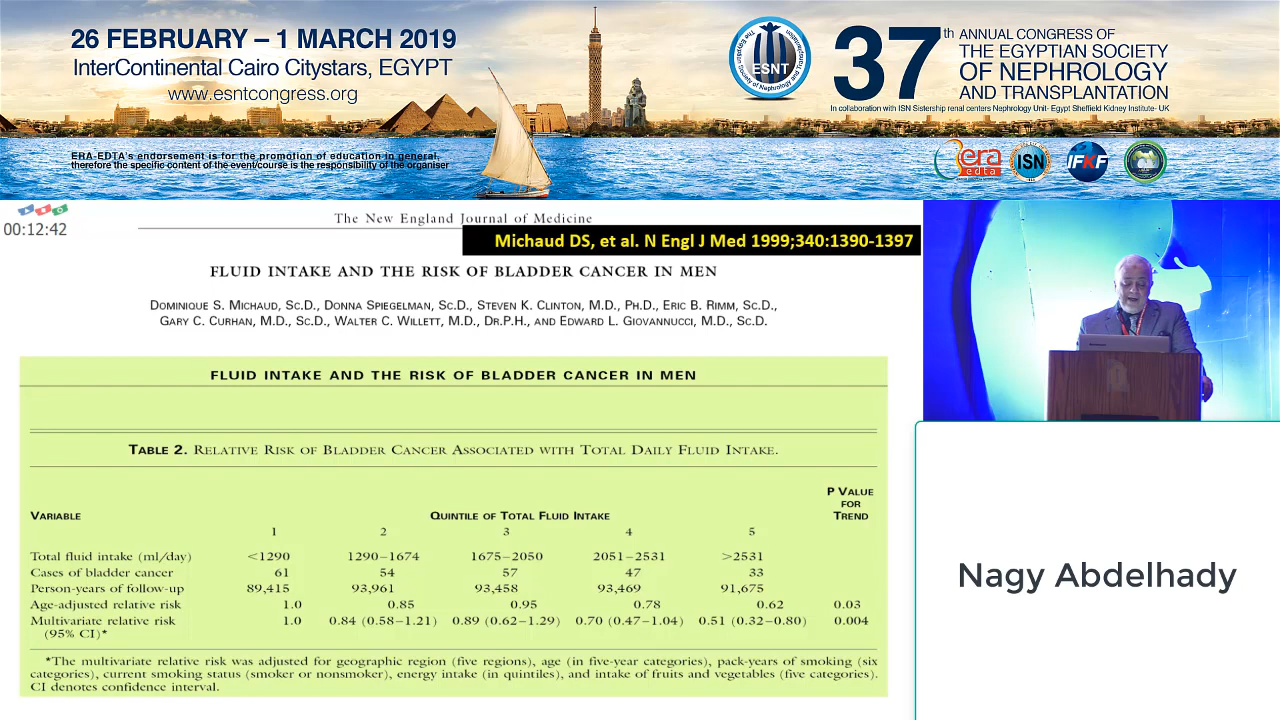 26 FEBRUARY – 1 MARCH 2019
InterContinental Cairo Citystars, EGYPT
www.esntcongress.org
ERA-EDTA's endorsement is for the promotion of education in general,
therefore the specific content of the event/course is the responsibility of the organiser
ESNT
37th ANNUAL CONGRESS OF
THE EGYPTIAN SOCIETY
OF NEPHROLOGY
AND TRANSPLANTATION
In collaboration with ISN Sistership renal centers Nephrology Unit- Egypt Sheffield Kidney Institute- UK
era
edta
ISN
IFKF
00:12:42
The New England Journal of Medicine
Michaud DS, et al. N Engl J Med 1999;340:1390-1397
FLUID INTAKE AND THE RISK OF BLADDER CANCER IN MEN
DOMINIQUE S. MICHAUD, SC.D., DONNA SPIEGELMAN, SC.D., STEVEN K. CLINTON, M.D., PH.D., ERIC B. RIMM, SC.D.,
GARY C. CURHAN, M.D., SC.D., WALTER C. WILLETT, M.D., DR.P.H., AND EDWARD L. GIOVANNUCCI, M.D., SC.D.
FLUID INTAKE AND THE RISK OF BLADDER CANCER IN MEN
TABLE 2. RELATIVE RISK OF BLADDER CANCER ASSOCIATED WITH TOTAL DAILY FLUID INTAKE.
VARIABLE QUINTILE OF TOTAL FLUID INTAKE P VALUE FOR TREND
1 2 3 4 5
Total fluid intake (ml/day) <1290 1290–1674 1675–2050 2051–2531 >2531
Cases of bladder cancer 61 54 57 47 33
Person-years of follow-up 89,415 93,961 93,458 93,469 91,675
Age-adjusted relative risk 1.0 0.85 0.95 0.78 0.62 0.03
Multivariate relative risk 1.0 0.84 (0.58–1.21) 0.89 (0.62–1.29) 0.70 (0.47–1.04) 0.51 (0.32–0.80) 0.004
(95% CI)*
*The multivariate relative risk was adjusted for geographic region (five regions), age (in five-year categories), pack-years of smoking (six
categories), current smoking status (smoker or nonsmoker), energy intake (in quintiles), and intake of fruits and vegetables (five categories).
CI denotes confidence interval.
Nagy Abdelhady